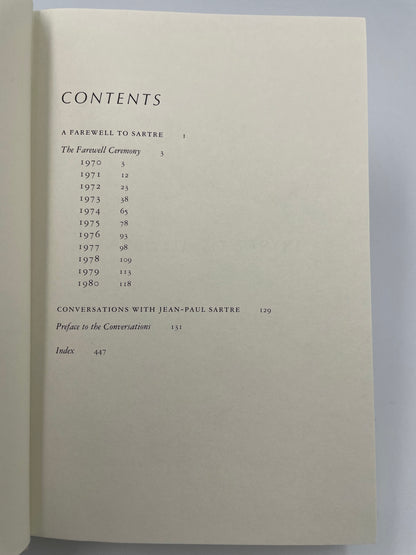 CONTENTS
A FAREWELL TO SARTRE 1
The Farewell Ceremony 3
1970 3
1971 12
1972 23
1973 38
1974 65
1975 78
1976 93
1977 98
1978 109
1979 113
1980 118
CONVERSATIONS WITH JEAN-PAUL SARTRE 129
Preface to the Conversations 131
Index 447